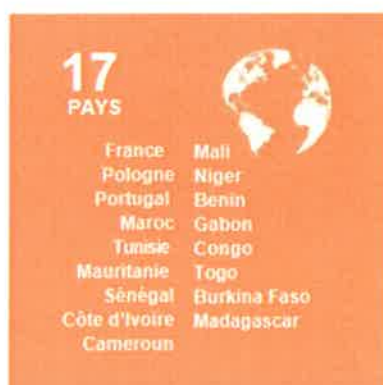 17
PAYS
France Mali
Pologne Niger
Portugal Benin
Maroc Gabon
Tunisie Congo
Mauritanie Togo
Sénégal Burkina Faso
Côte d'Ivoire Madagascar
Cameroun